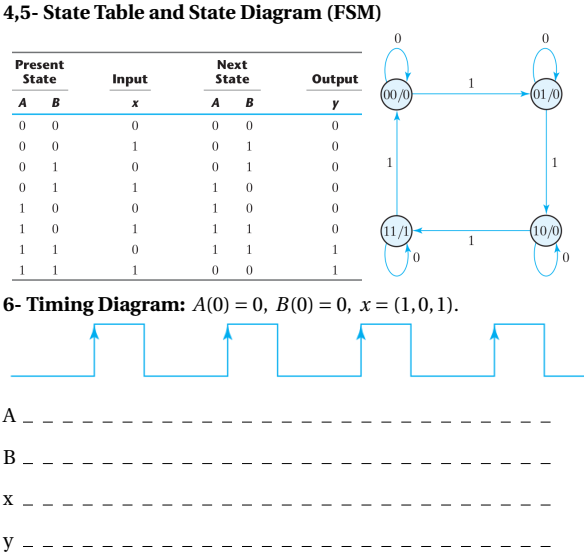 4,5- State Table and State Diagram (FSM)
Present State Input Next State Output
A B x A B y
0 0 0 0 0 0
0 0 1 0 1 0
0 1 0 0 1 0
0 1 1 1 0 0
1 0 0 1 0 0
1 0 1 1 1 0
1 1 0 1 1 1
1 1 1 0 0 1
0 0
00/0 1 01/0
1 1
11/1 1 10/0
0 0
6- Timing Diagram: A(0) = 0, B(0) = 0, x = (1,0,1).
A
B
x
y